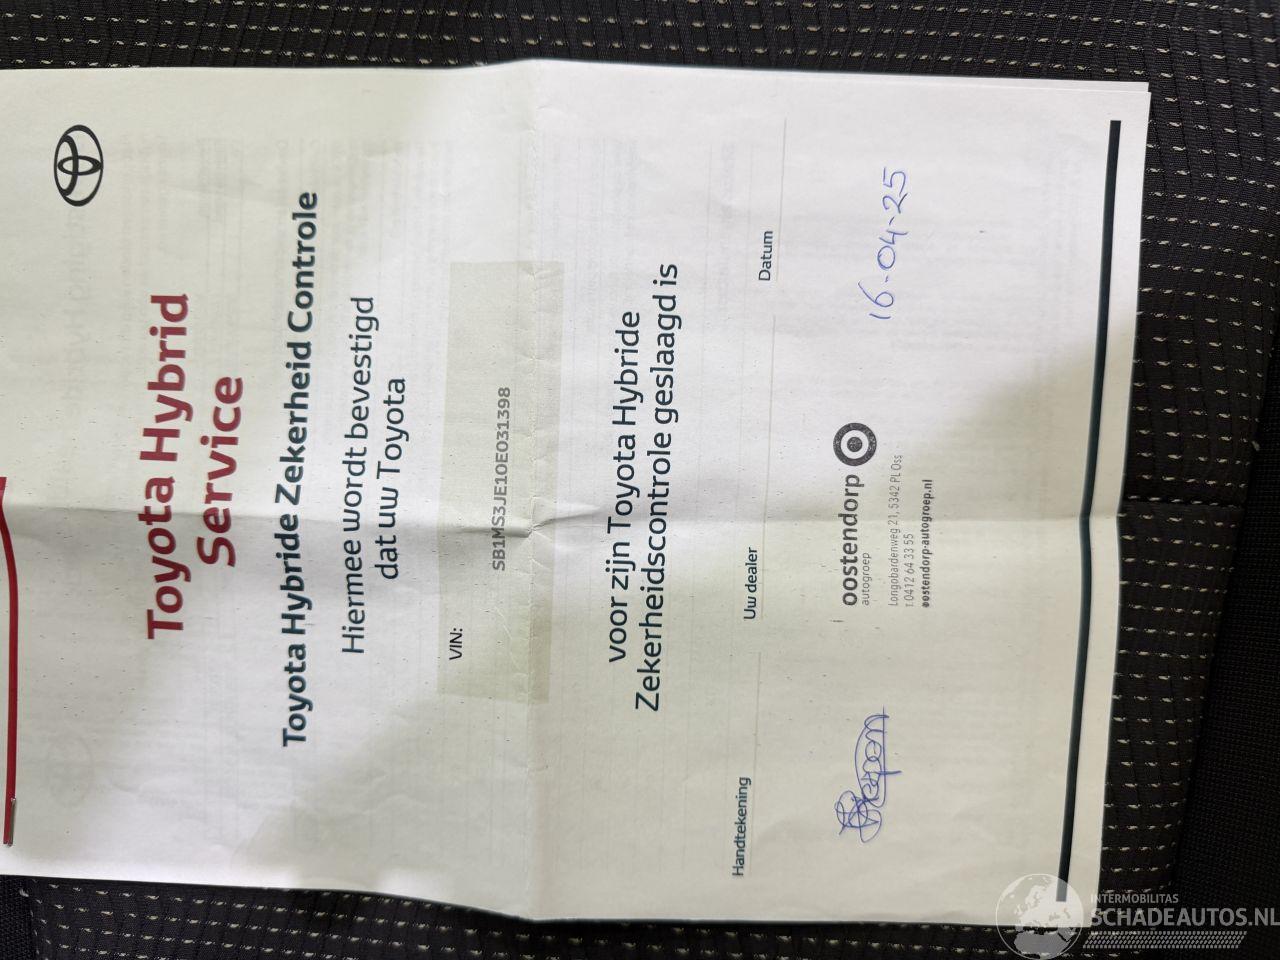 Toyota Hybrid
Service
Toyota Hybride Zekerheid Controle
Hiermee wordt bevestigd
dat uw Toyota
VIN:
SB1MS3JE10E031398
voor zijn Toyota Hybride
Zekerheidscontrole geslaagd is
Handtekening
Uw dealer
Datum
oostendorp
autogroep
Longobardenweg 21, 5342 PL Oss
t.0412 64 33 55
oostendorp-autogroep.nl
16-04-25
INTERMOBILITAS
SCHADEAUTOS.NL